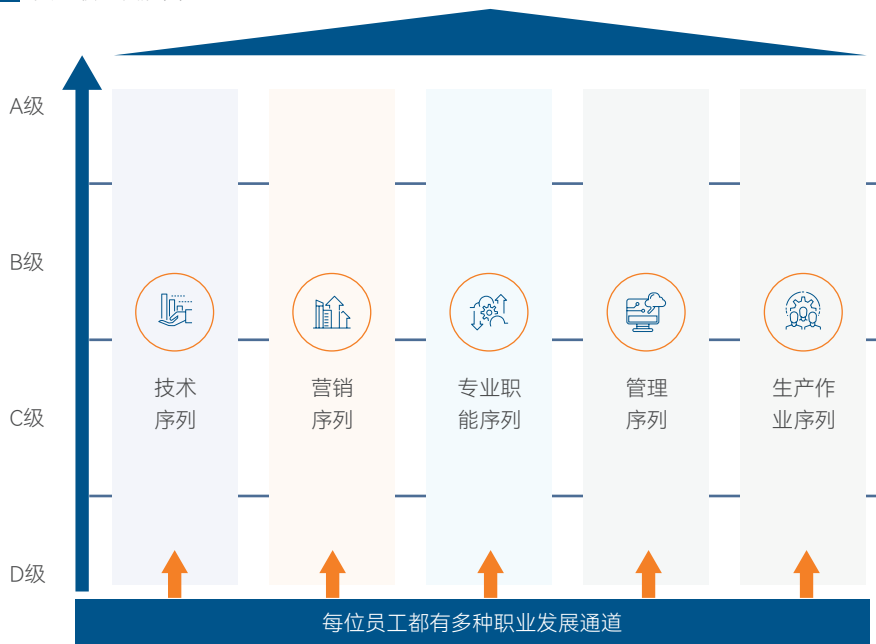 A级
B级
C级
D级
技术
序列
营销
序列
专业职
能序列
管理
序列
生产作
业序列
每位员工都有多种职业发展通道